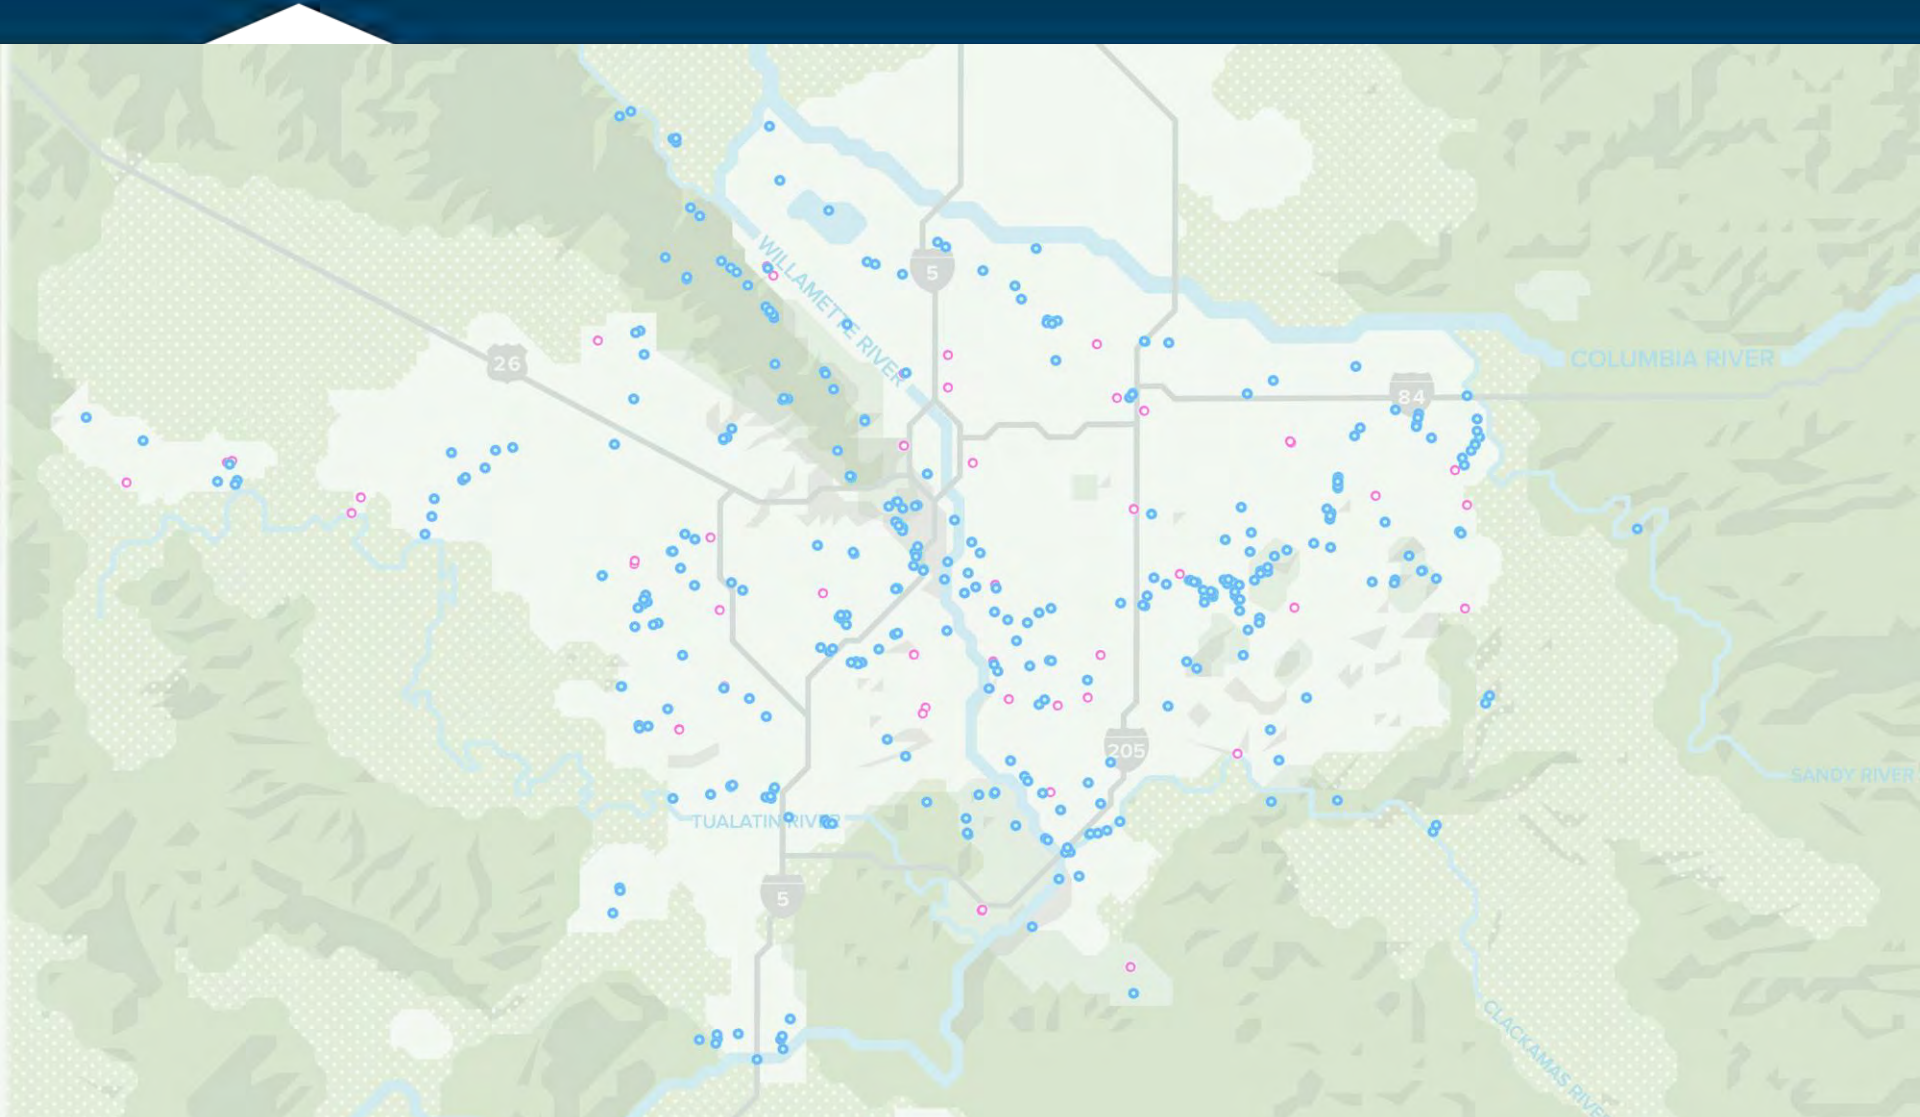 WILLAMETTE RIVER
5
COLUMBIA RIVER
26
84
205
SANDY RIVER
TUALATIN RIVER
5
CLACKAMAS RIVER